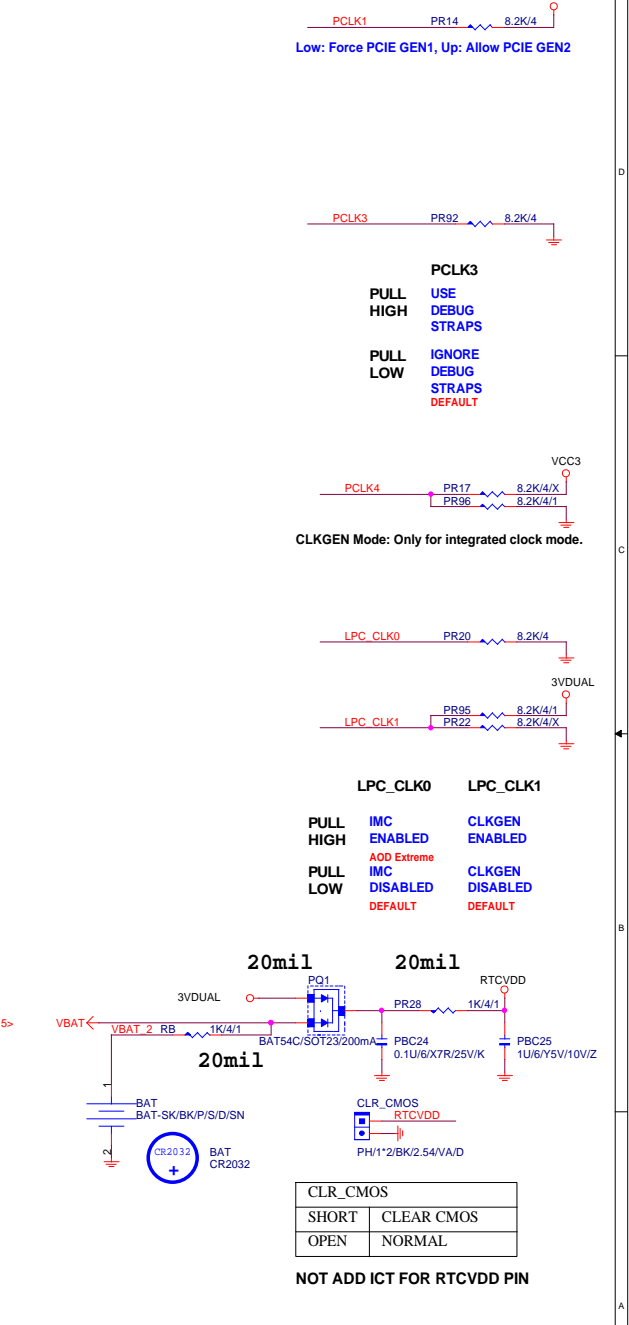 PCLK1 PR14 8.2K/4
Low: Force PCIE GEN1, Up: Allow PCIE GEN2
D
PCLK3 PR92 8.2K/4
PCLK3
PULL USE
HIGH DEBUG
STRAPS
PULL IGNORE
LOW DEBUG
STRAPS
DEFAULT
VCC3
PCLK4 PR17 8.2K/4/X
PR96 8.2K/4/1
CLKGEN Mode: Only for integrated clock mode.
C
LPC_CLK0 PR20 8.2K/4
3VDUAL
PR95 8.2K/4/1
LPC_CLK1 PR22 8.2K/4/X
LPC_CLK0 LPC_CLK1
PULL IMC CLKGEN
HIGH ENABLED ENABLED
AOD Extreme
PULL IMC CLKGEN
LOW DISABLED DISABLED
DEFAULT DEFAULT
B
20mil 20mil
PQ1 RTCVDD
3VDUAL
PR28 1K/4/1
5> VBAT
VBAT_2 RB 1K/4/1
BAT54C/SOT23/200mA
PBC24 PBC25
0.1U/6/X7R/25V/K 1U/6/Y5V/10V/Z
20mil
1
BAT
BAT-SK/BK/P/S/D/SN
2
CLR_CMOS
RTCVDD
PH/1*2/BK/2.54/VA/D
CR2032
+
BAT
CR2032
CLR_CMOS
SHORT CLEAR CMOS
OPEN NORMAL
NOT ADD ICT FOR RTCVDD PIN
A